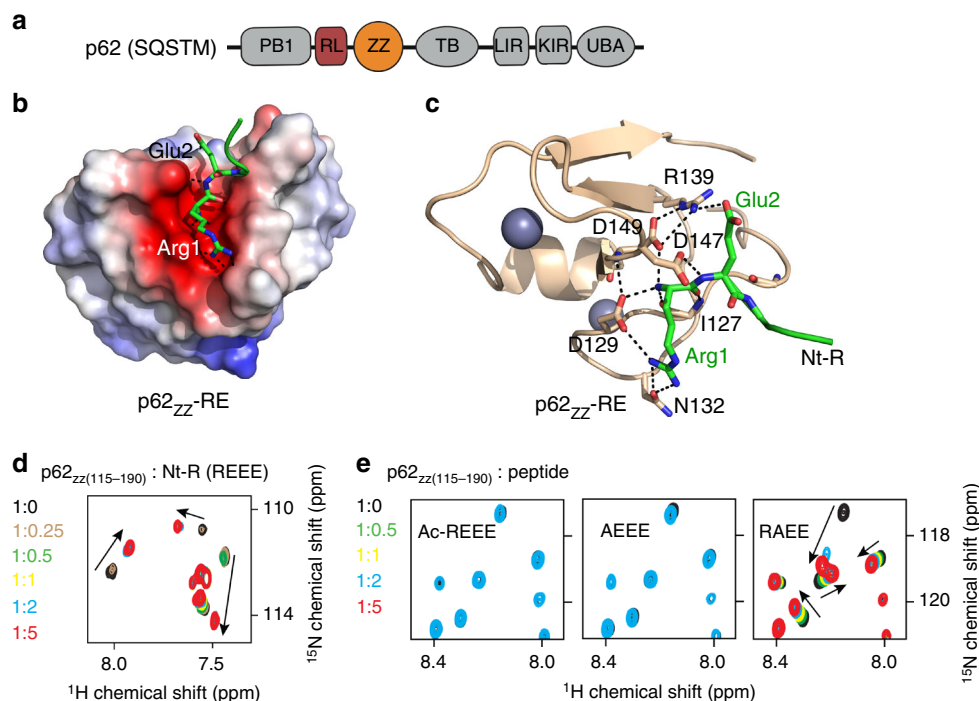 a
p62 (SQSTM) PB1 RL ZZ TB LIR KIR UBA
b
Glu2
Arg1
p62ZZ-RE
c
R139
Glu2
D149
D147
I127
D129
Arg1
Nt-R
N132
p62ZZ-RE
d
p62zz(115–190) : Nt-R (REEE)
1:0
1:0.25
1:0.5
1:1
1:2
1:5
110
114
15N chemical shift (ppm)
8.0 7.5
1H chemical shift (ppm)
e
p62zz(115–190) : peptide
1:0
1:0.5
1:1
1:2
1:5
Ac-REEE AEEE RAEE
118
120
15N chemical shift (ppm)
8.4 8.0 8.4 8.0 8.4 8.0
1H chemical shift (ppm)